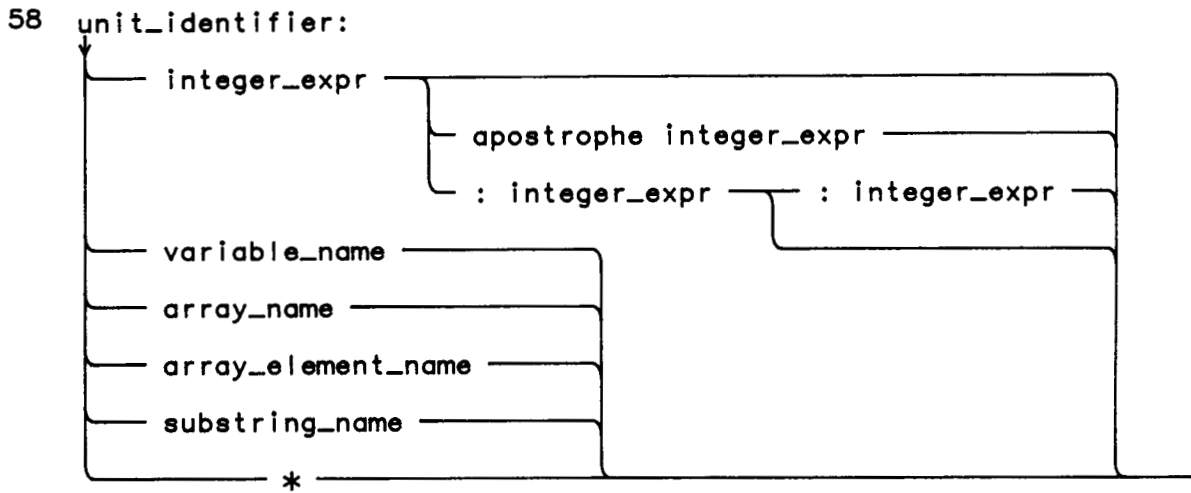 58 unit_identifier:
integer_expr
apostrophe integer_expr
: integer_expr : integer_expr
variable_name
array_name
array_element_name
substring_name
*